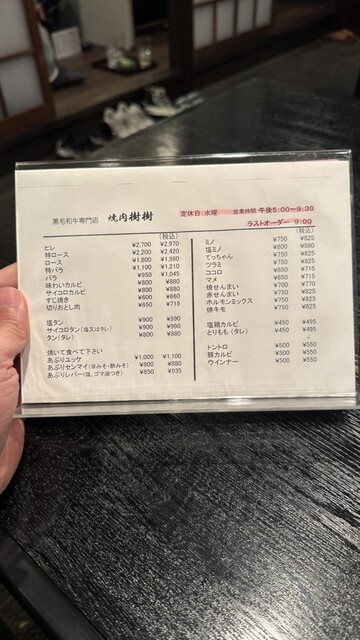 黒毛和牛専門店 焼肉樹樹 定休日:水曜 営業時間:午後5:00〜9:30
ラストオーダー 9:00
(税込)
ヒレ ¥2,700 ¥2,970
特ロース ¥2,200 ¥2,420
ロース ¥1,800 ¥1,980
特バラ ¥1,100 ¥1,210
バラ ¥950 ¥1,045
味わいカルビ ¥800 ¥880
サイコロカルビ ¥800 ¥880
すじ焼き ¥600 ¥660
切りおとし肉 ¥650 ¥715
塩タン ¥900 ¥990
サイコロタン(塩又はタレ) ¥900 ¥990
タン(タレ) ¥800 ¥880
焼いて食べて下さい
あぶりユッケ ¥1,000 ¥1,100
あぶりセンマイ(辛みそ・酢みそ) ¥800 ¥880
あぶりレバー(塩、ゴマ油つき) ¥850 ¥935
(税込)
ミノ ¥750 ¥825
塩ミノ ¥800 ¥880
てっちゃん ¥750 ¥825
ツラミ ¥750 ¥825
ココロ ¥650 ¥715
マメ ¥650 ¥715
焼せんまい ¥700 ¥770
赤せんまい ¥750 ¥825
ホルモンミックス ¥750 ¥825
焼キモ ¥750 ¥825
塩鶏カルビ ¥450 ¥495
とりもも(タレ) ¥450 ¥495
トントロ ¥500 ¥550
豚カルビ ¥500 ¥550
ウインナー ¥500 ¥550